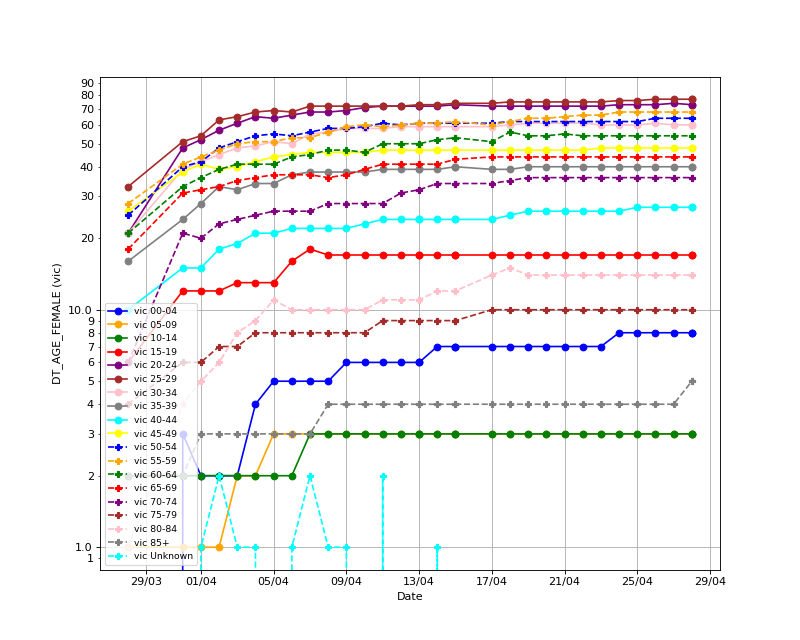 DT_AGE_FEMALE (vic)
90
80
70
60
50
40
30
20
10.0
9
8
7
6
5
4
3
2
1.0
1
vic 00-04
vic 05-09
vic 10-14
vic 15-19
vic 20-24
vic 25-29
vic 30-34
vic 35-39
vic 40-44
vic 45-49
vic 50-54
vic 55-59
vic 60-64
vic 65-69
vic 70-74
vic 75-79
vic 80-84
vic 85+
vic Unknown
29/03 01/04 05/04 09/04 13/04 17/04 21/04 25/04 29/04
Date